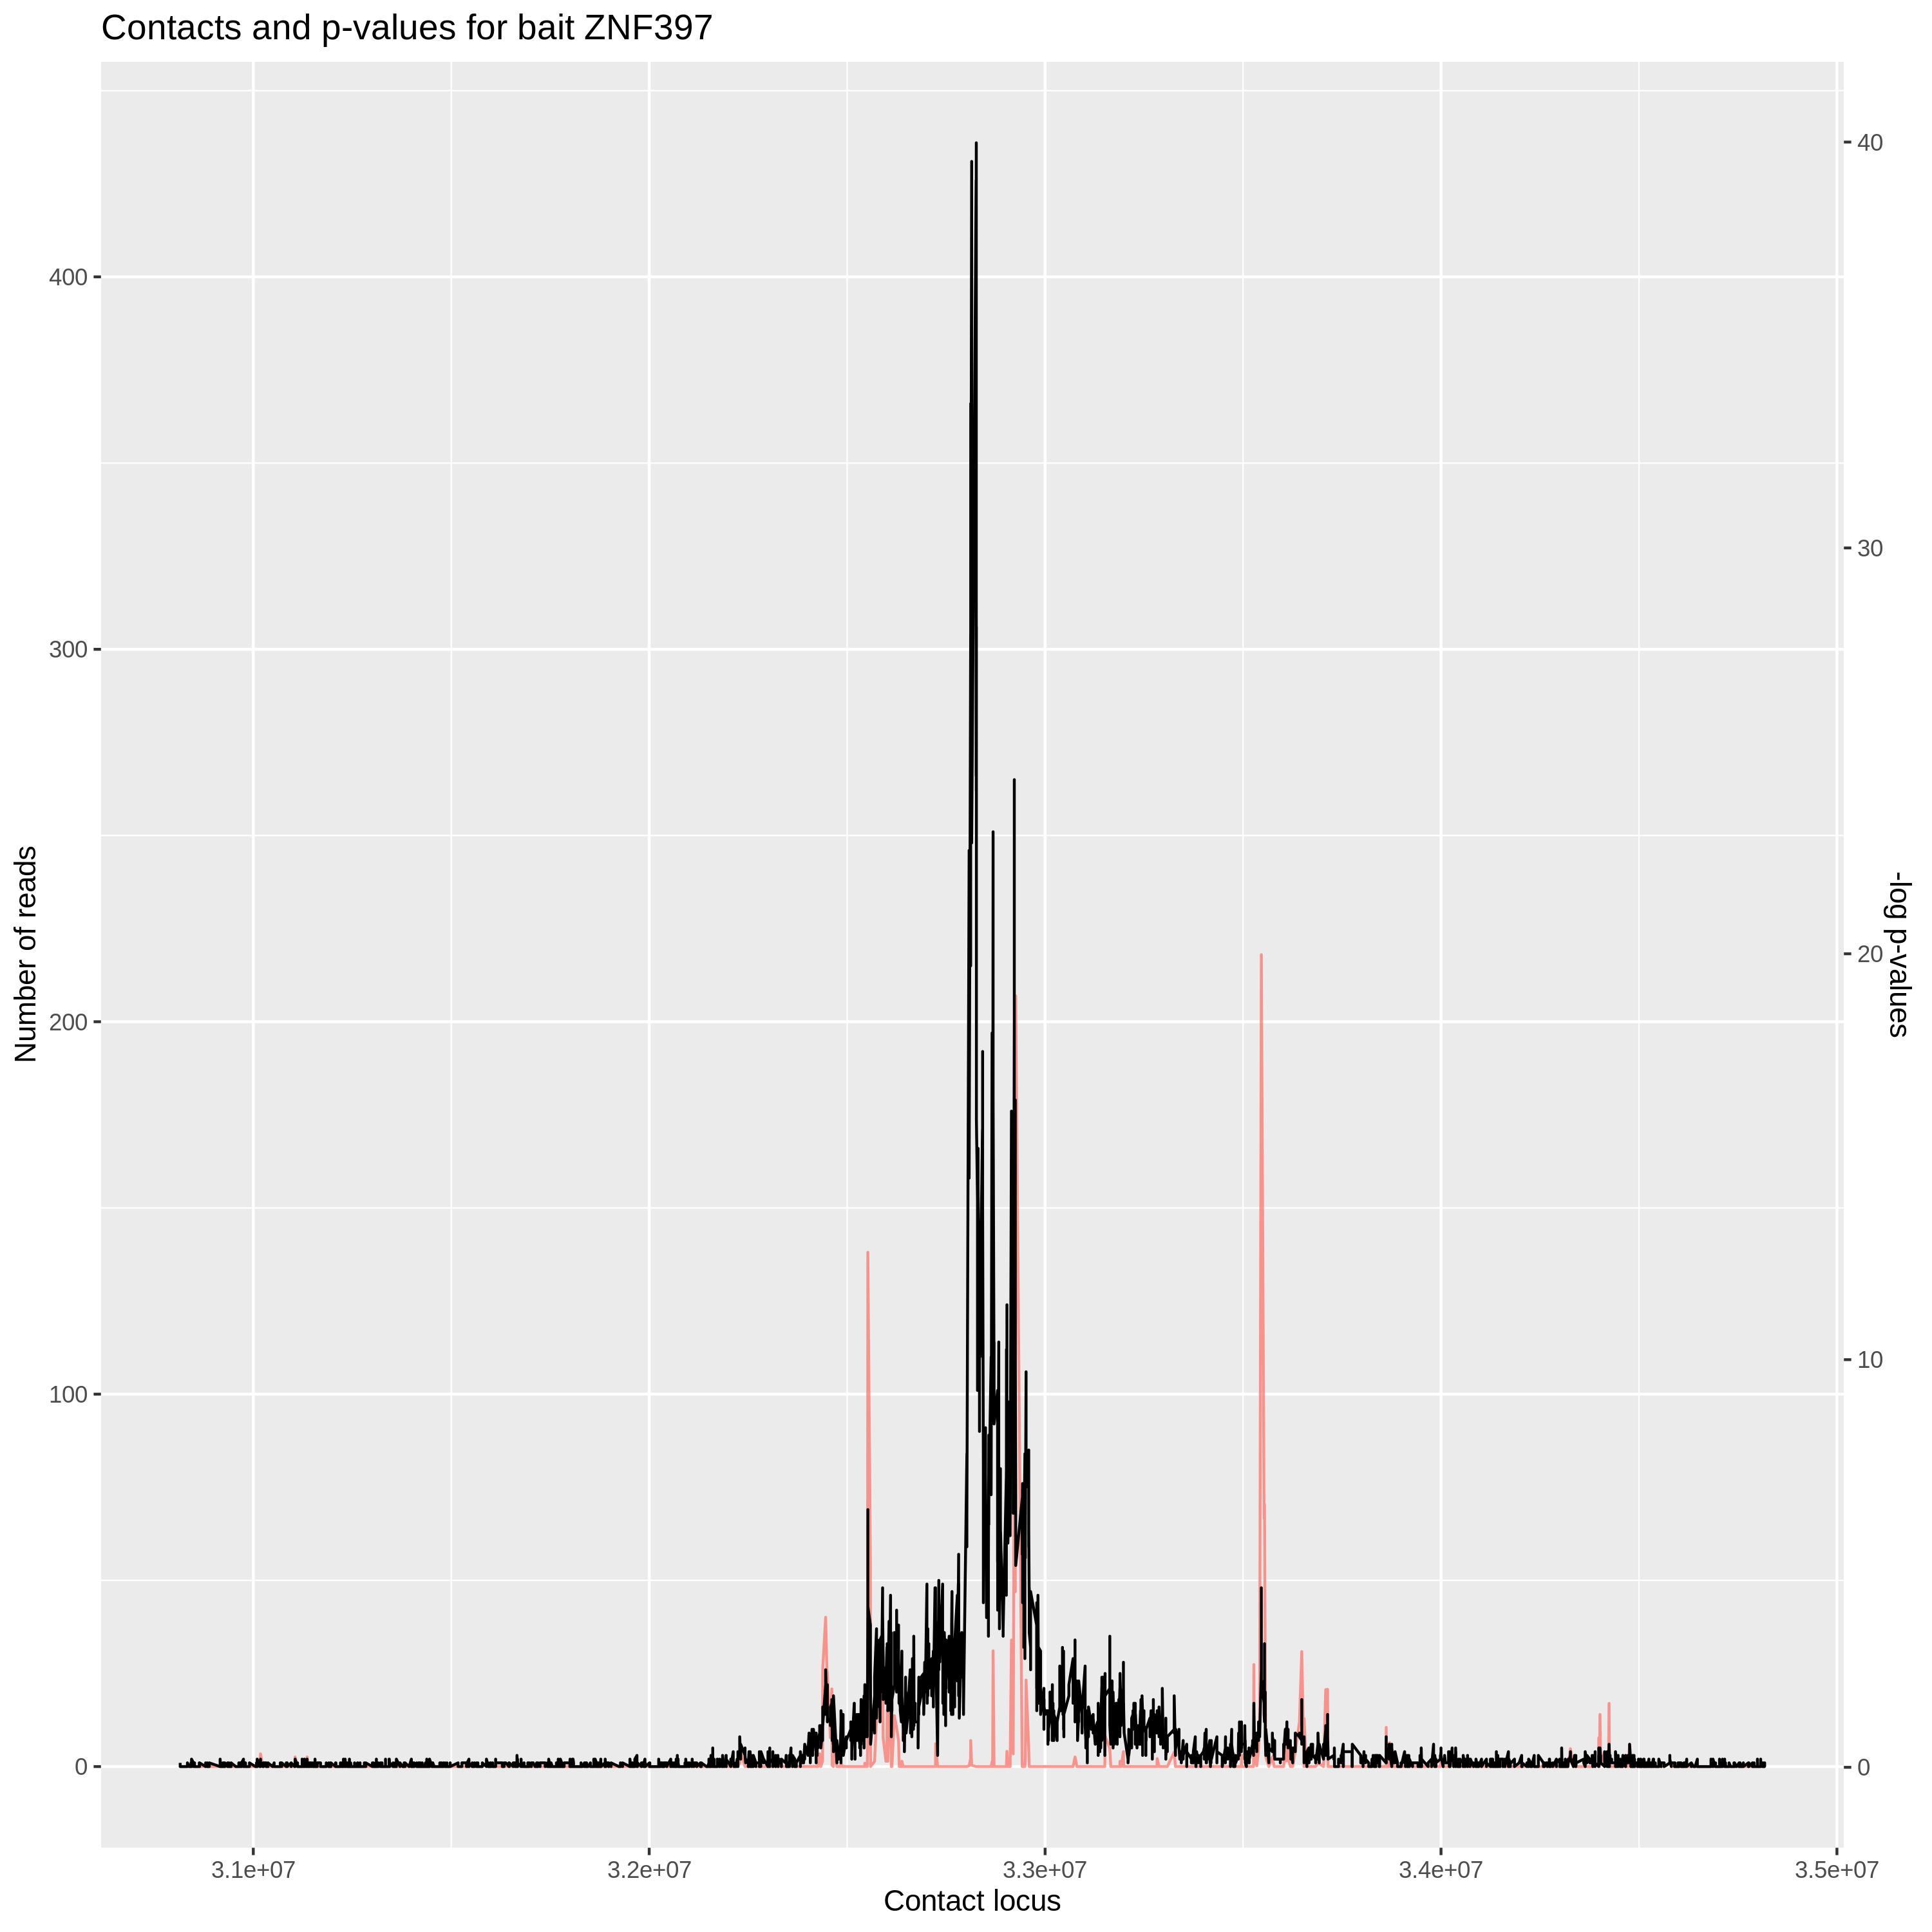 Contacts and p-values for bait ZNF397
Number of reads
400
300
200
100
0
40
30
20
10
0
-log p-values
3.1e+07
3.2e+07
3.3e+07
3.4e+07
3.5e+07
Contact locus